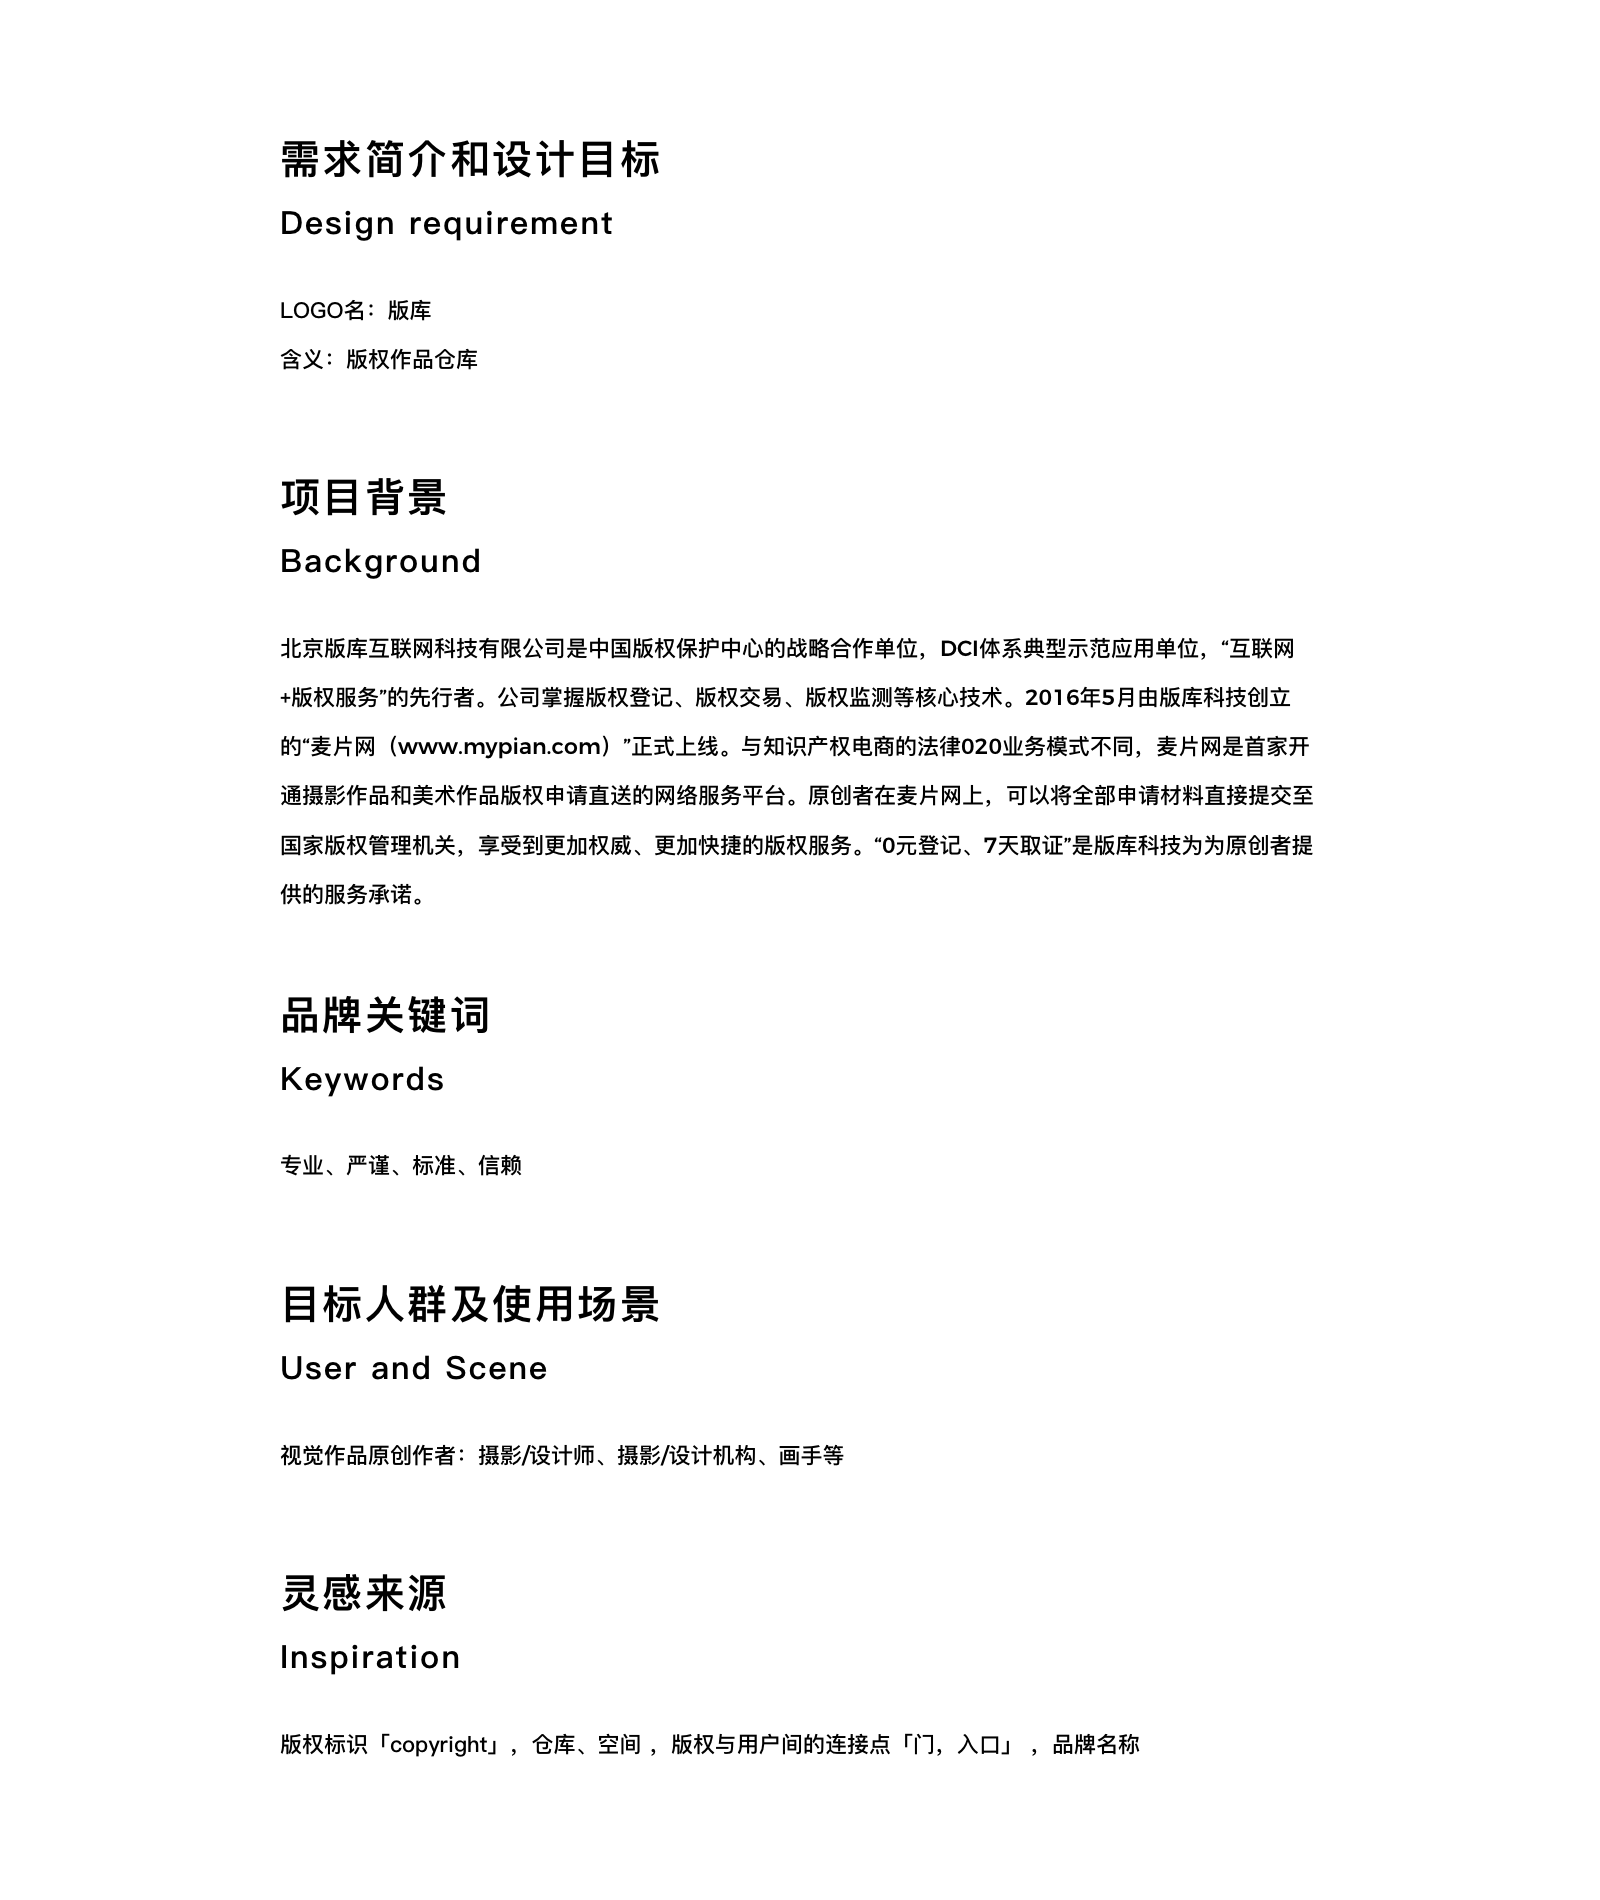 需求简介和设计目标
Design requirement
LOGO名：版库
含义：版权作品仓库
项目背景
Background
北京版库互联网科技有限公司是中国版权保护中心的战略合作单位，DCI体系典型示范应用单位，“互联网
+版权服务”的先行者。公司掌握版权登记、版权交易、版权监测等核心技术。2016年5月由版库科技创立
的“麦片网（www.mypian.com）”正式上线。与知识产权电商的法律020业务模式不同，麦片网是首家开
通摄影作品和美术作品版权申请直送的网络服务平台。原创者在麦片网上，可以将全部申请材料直接提交至
国家版权管理机关，享受到更加权威、更加快捷的版权服务。“0元登记、7天取证”是版库科技为为原创者提
供的服务承诺。
品牌关键词
Keywords
专业、严谨、标准、信赖
目标人群及使用场景
User and Scene
视觉作品原创作者：摄影/设计师、摄影/设计机构、画手等
灵感来源
Inspiration
版权标识「copyright」，仓库、空间 ，版权与用户间的连接点「门，入口」 ，品牌名称